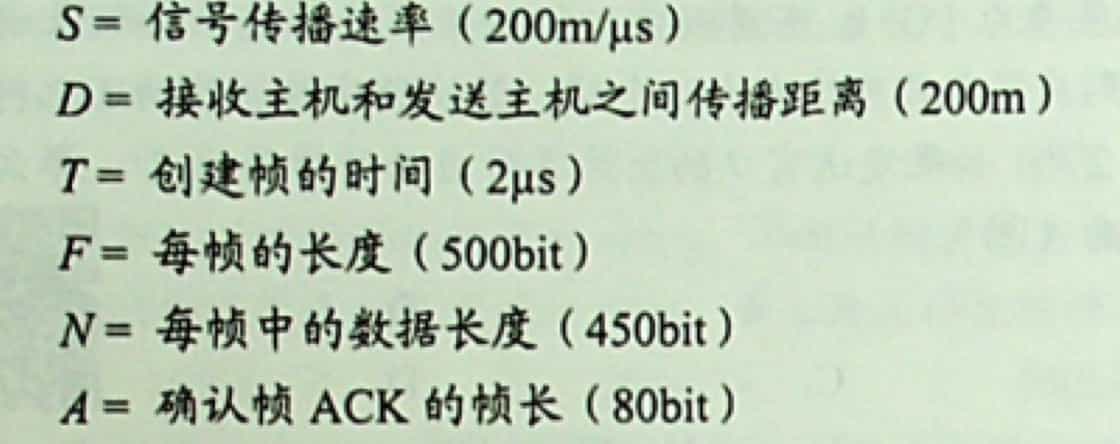 S = 信号传播速率（200m/μs）
D = 接收主机和发送主机之间传播距离（200m）
T = 创建帧的时间（2μs）
F = 每帧的长度（500bit）
N = 每帧中的数据长度（450bit）
A = 确认帧 ACK 的帧长（80bit）